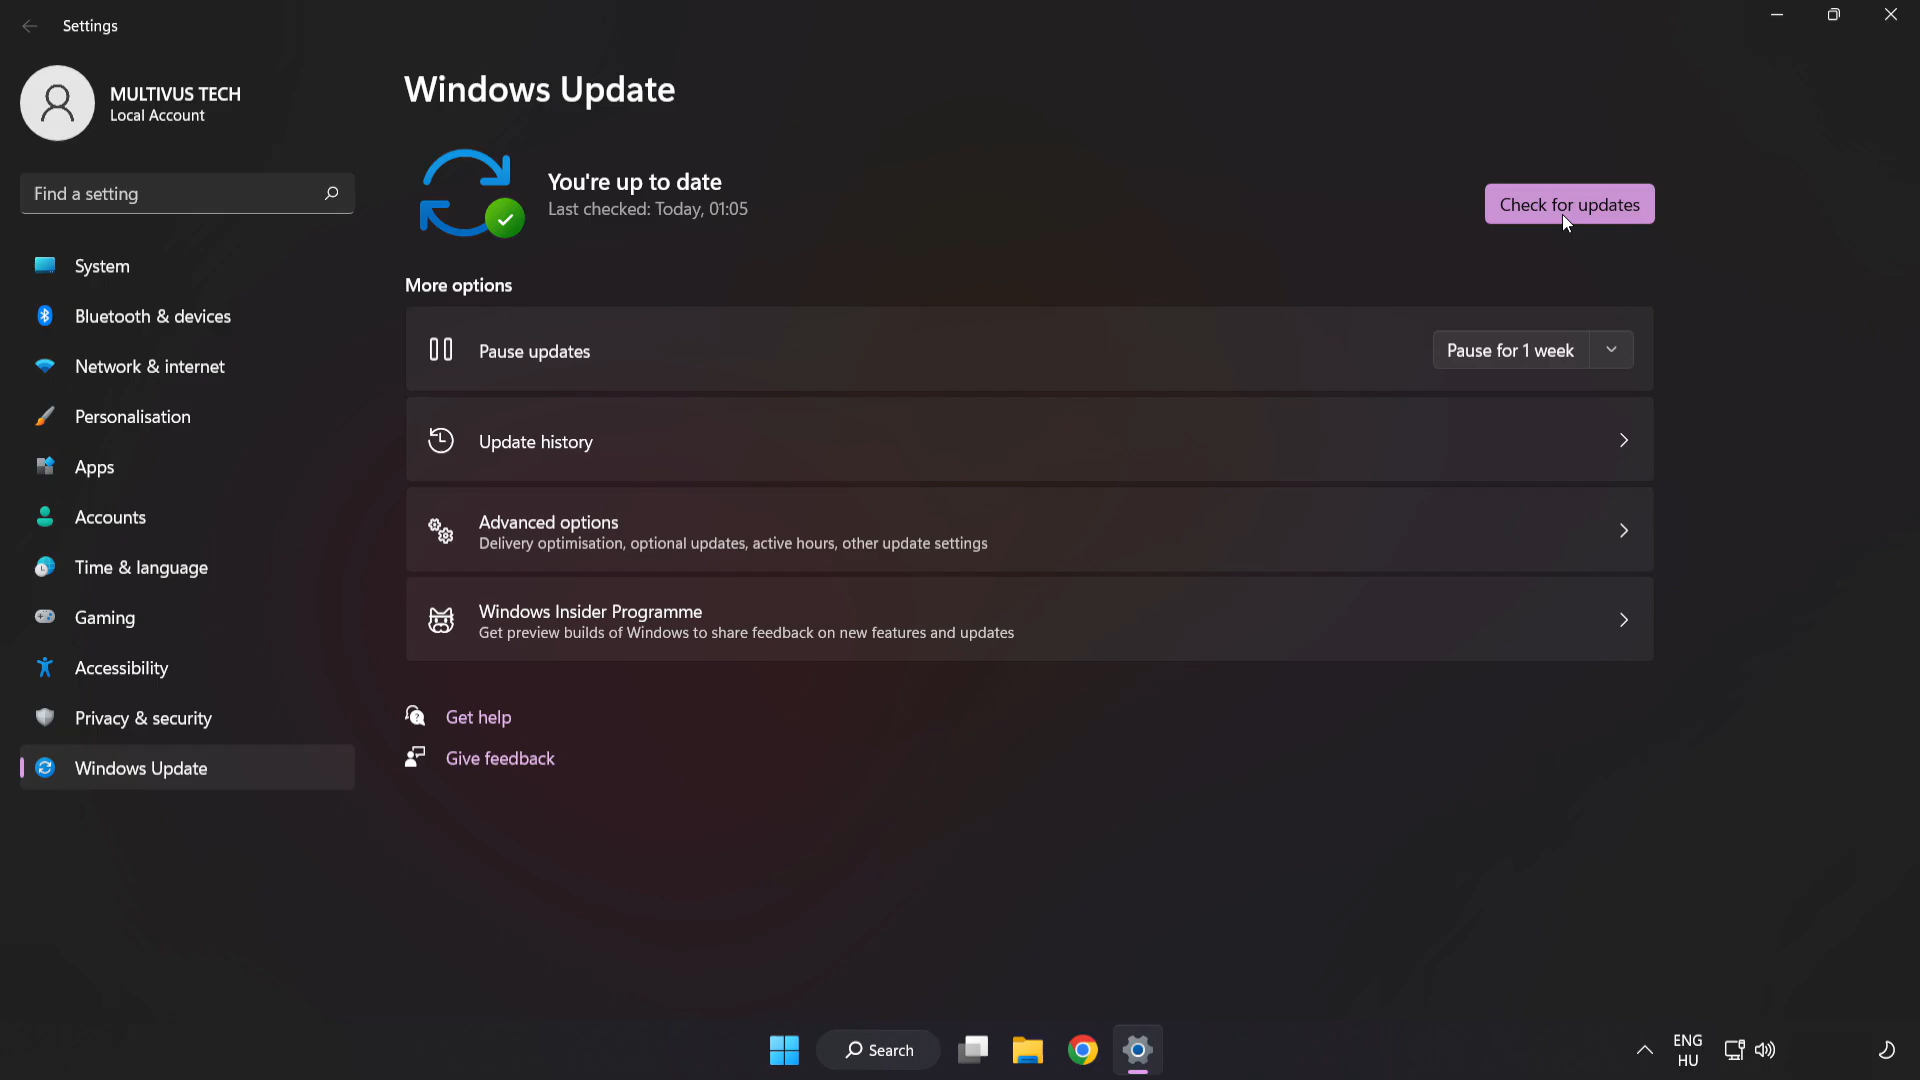 Settings
MULTIVUS TECH
Local Account
Find a setting
System
Bluetooth & devices
Network & internet
Personalisation
Apps
Accounts
Time & language
Gaming
Accessibility
Privacy & security
Windows Update
Windows Update
You're up to date
Last checked: Today, 01:05
Check for updates
More options
Pause updates
Pause for 1 week
Update history
Advanced options
Delivery optimisation, optional updates, active hours, other update settings
Windows Insider Programme
Get preview builds of Windows to share feedback on new features and updates
Get help
Give feedback
Search
ENG
HU